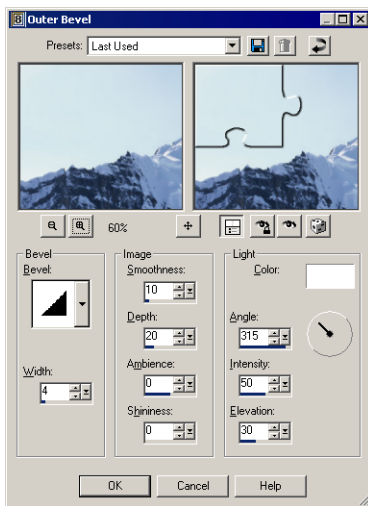 8 Outer Bevel
Presets: Last Used
60%
Bevel
Bevel:
Width:
4
Image
Smoothness:
10
Depth:
20
Ambience:
0
Shininess:
0
Light
Color:
Angle:
315
Intensity:
50
Elevation:
30
OK Cancel Help